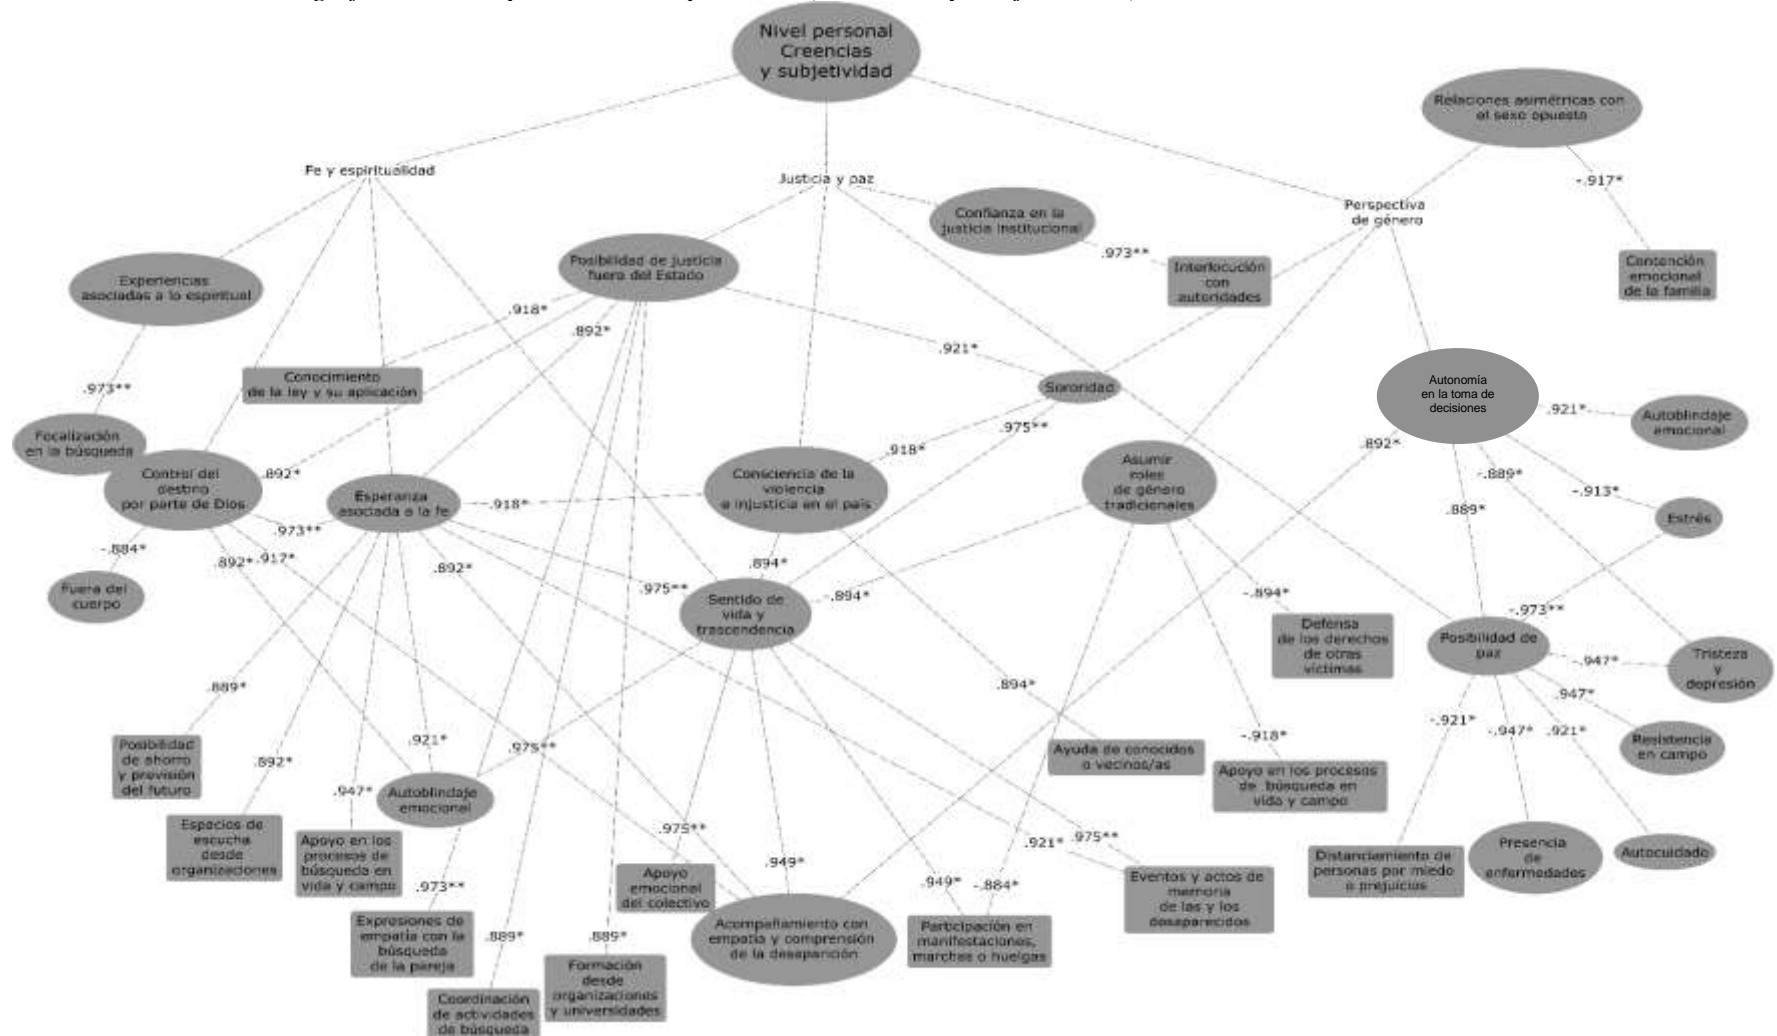 Nivel personal
Creencias
y subjetividad
Relaciones asimétricas con
el sexo opuesto
Fe y espiritualidad
Justicia y paz
-.917*
Perspectiva
de género
Confianza en la
justicia institucional
.973**
Interlocución
con
autoridades
Contención
emocional
de la familia
Posibilidad de justicia
fuera del Estado
Experiencias
asociadas a lo espiritual
.918*
.892*
.921*
.973**
Conocimiento
de la ley y su aplicación
Sororidad
Autonomía
en la toma de
decisiones
.921*
Autoblindaje
emocional
Focalización
en la búsqueda
.975**
.892*
.918*
Control del
destino
por parte de Dios
.892*
Esperanza
asociada a la fe
.918*
Consciencia de la
violencia
e injusticia en el país
Asumir
roles
de género
tradicionales
-.889*
-.913*
.889*
Estrés
.973**
-.884*
.892*
.917*
.892*
.894*
.975**
-.894*
Fuera del
cuerpo
Sentido de
vida y
trascendencia
-.894*
-.973**
Defensa
de los derechos
de otras
víctimas
Posibilidad de
paz
-.947*
Tristeza
y
depresión
.889*
.894*
.947*
-.921*
-.947*
.921*
Posibilidad
de ahorro
y previsión
del futuro
.892*
.921*
.975**
-.918*
Ayuda de conocidos
o vecinos/as
Resistencia
en campo
Autoblindaje
emocional
.947*
Apoyo en los procesos
de búsqueda en
vida y campo
Espacios de
escucha
desde
organizaciones
Apoyo en los
procesos de
búsqueda en
vida y campo
.975**
.949*
.921*
.975**
Distanciamiento de
personas por miedo
o prejuicios
Presencia
de
enfermedades
Autocuidado
.973**
Apoyo
emocional
del colectivo
.949*
-.884*
Eventos y actos de
memoria
de las y los
desaparecidos
Expresiones de
empatía con la
búsqueda
de la pareja
.889*
.889*
Acompañamiento con
empatía y comprensión
de la desaparición
Participación en
manifestaciones,
marchas o huelgas
Formación
desde
organizaciones
y universidades
Coordinación
de actividades
de búsqueda